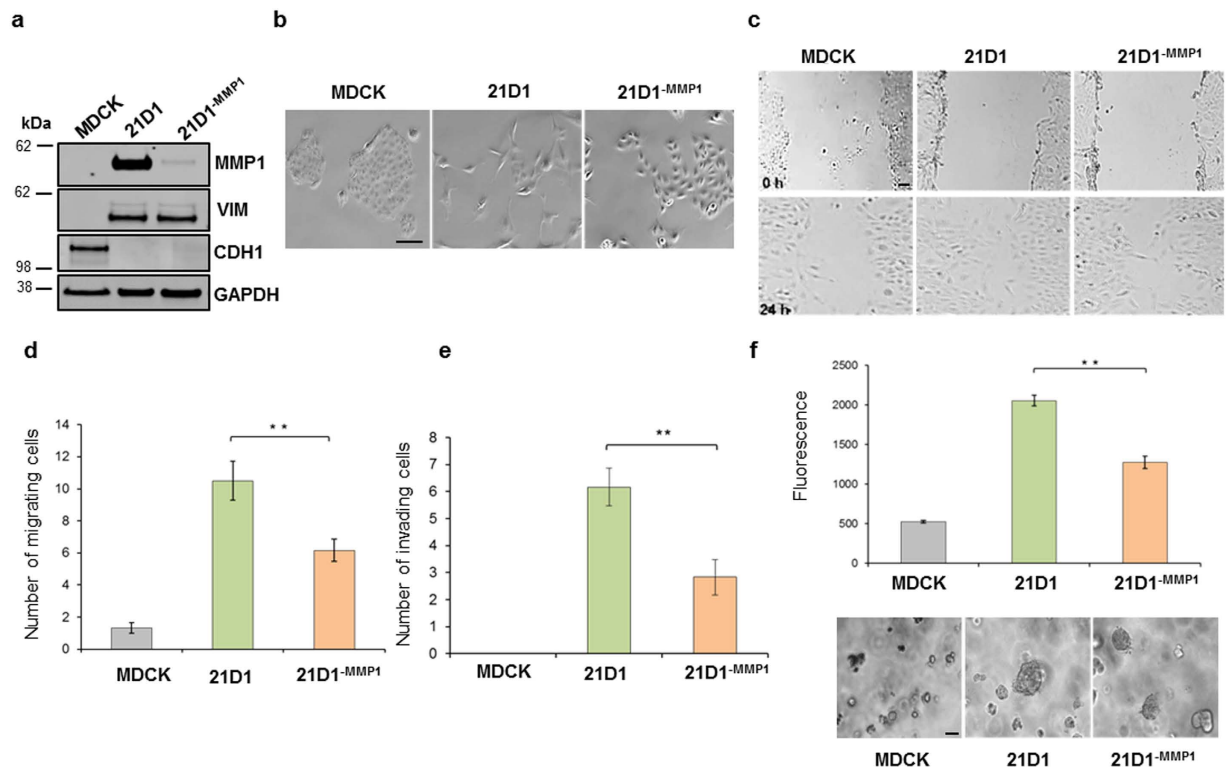 a
kDa
MDCK
21D1
21D1-MMP1
62
MMP1
62
VIM
CDH1
98
38
GAPDH
b
MDCK
21D1
21D1-MMP1
c
MDCK
21D1
21D1-MMP1
0 h
24 h
d
Number of migrating cells
14
12
10
8
6
4
2
0
* *
MDCK
21D1
21D1-MMP1
e
Number of invading cells
8
7
6
5
4
3
2
1
0
**
MDCK
21D1
21D1-MMP1
f
Fluorescence
2500
2000
1500
1000
500
0
* *
MDCK
21D1
21D1-MMP1
MDCK
21D1
21D1-MMP1